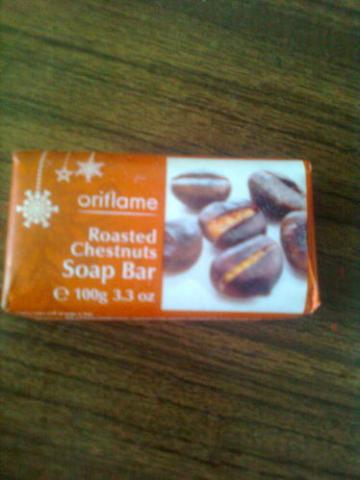 oriflame
Roasted
Chestnuts
Soap Bar
℮ 100g 3.3 oz